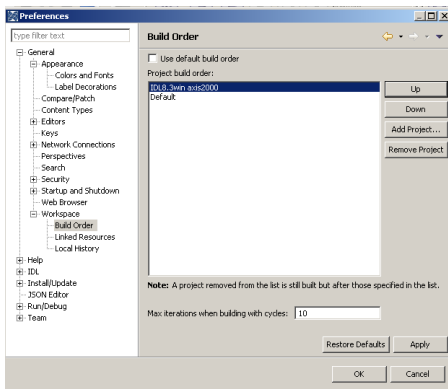 Preferences
type filter text
Build Order
General
Appearance
Colors and Fonts
Label Decorations
Compare/Patch
Content Types
Editors
Keys
Network Connections
Perspectives
Search
Security
Startup and Shutdown
Web Browser
Workspace
Build Order
Linked Resources
Local History
Help
IDL
Install/Update
JSON Editor
Run/Debug
Team
Use default build order
Project build order:
IDL8.3win axis2000
Default
Up
Down
Add Project...
Remove Project
Note: A project removed from the list is still built but after those specified in the list.
Max iterations when building with cycles: 10
Restore Defaults Apply
OK Cancel